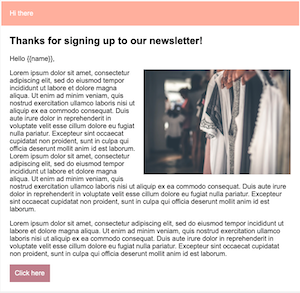 Hi there
Thanks for signing up to our newsletter!
Hello {{name}},
Lorem ipsum dolor sit amet, consectetur
adipiscing elit, sed do eiusmod tempor
incididunt ut labore et dolore magna
aliqua. Ut enim ad minim veniam, quis
nostrud exercitation ullamco laboris nisi ut
aliquip ex ea commodo consequat. Duis
aute irure dolor in reprehenderit in
voluptate velit esse cillum dolore eu fugiat
nulla pariatur. Excepteur sint occaecat
cupidatat non proident, sunt in culpa qui
officia deserunt mollit anim id est laborum.
Lorem ipsum dolor sit amet, consectetur
adipiscing elit, sed do eiusmod tempor
incididunt ut labore et dolore magna
aliqua. Ut enim ad minim veniam, quis
nostrud exercitation ullamco laboris nisi ut aliquip ex ea commodo consequat. Duis aute irure
dolor in reprehenderit in voluptate velit esse cillum dolore eu fugiat nulla pariatur. Excepteur sint
occaecat cupidatat non proident, sunt in culpa qui officia deserunt mollit anim id est
laborum.
Lorem ipsum dolor sit amet, consectetur adipiscing elit, sed do eiusmod tempor incididunt ut
labore et dolore magna aliqua. Ut enim ad minim veniam, quis nostrud exercitation ullamco
laboris nisi ut aliquip ex ea commodo consequat. Duis aute irure dolor in reprehenderit in
voluptate velit esse cillum dolore eu fugiat nulla pariatur. Excepteur sint occaecat cupidatat
non proident, sunt in culpa qui officia deserunt mollit anim id est laborum.
Click here